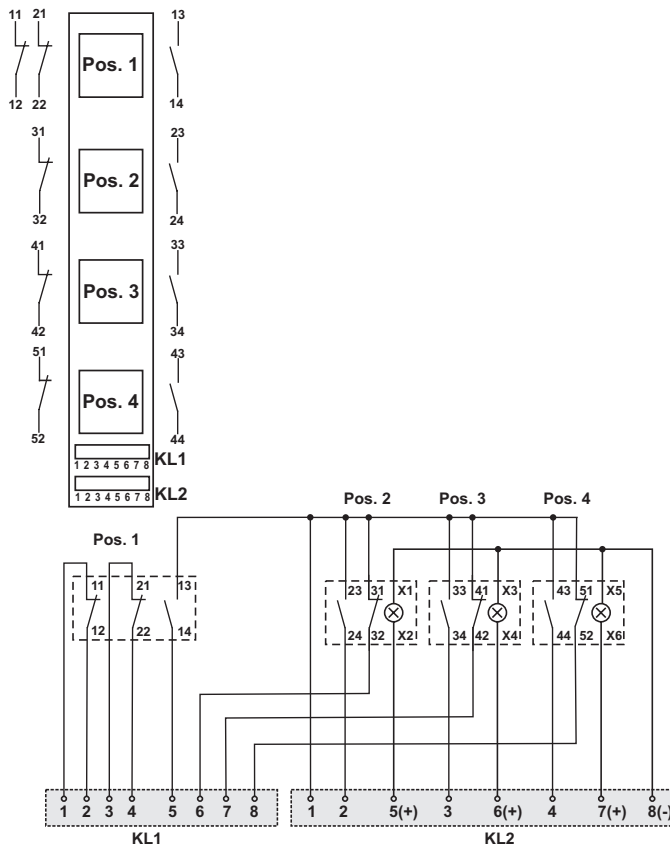 11 21 13
Pos. 1
12 22 14
31 23
Pos. 2
32 24
41 33
Pos. 3
42 34
51 43
Pos. 4
52 44
1 2 3 4 5 6 7 8 KL1
1 2 3 4 5 6 7 8 KL2
Pos. 2 Pos. 3 Pos. 4
Pos. 1
11 21 13 23 31 X1 33 41 X3 43 51 X5
12 22 14 24 32 X2 34 42 X4 44 52 X6
1 2 3 4 5 6 7 8 1 2 5(+) 3 6(+) 4 7(+) 8(-)
KL1 KL2